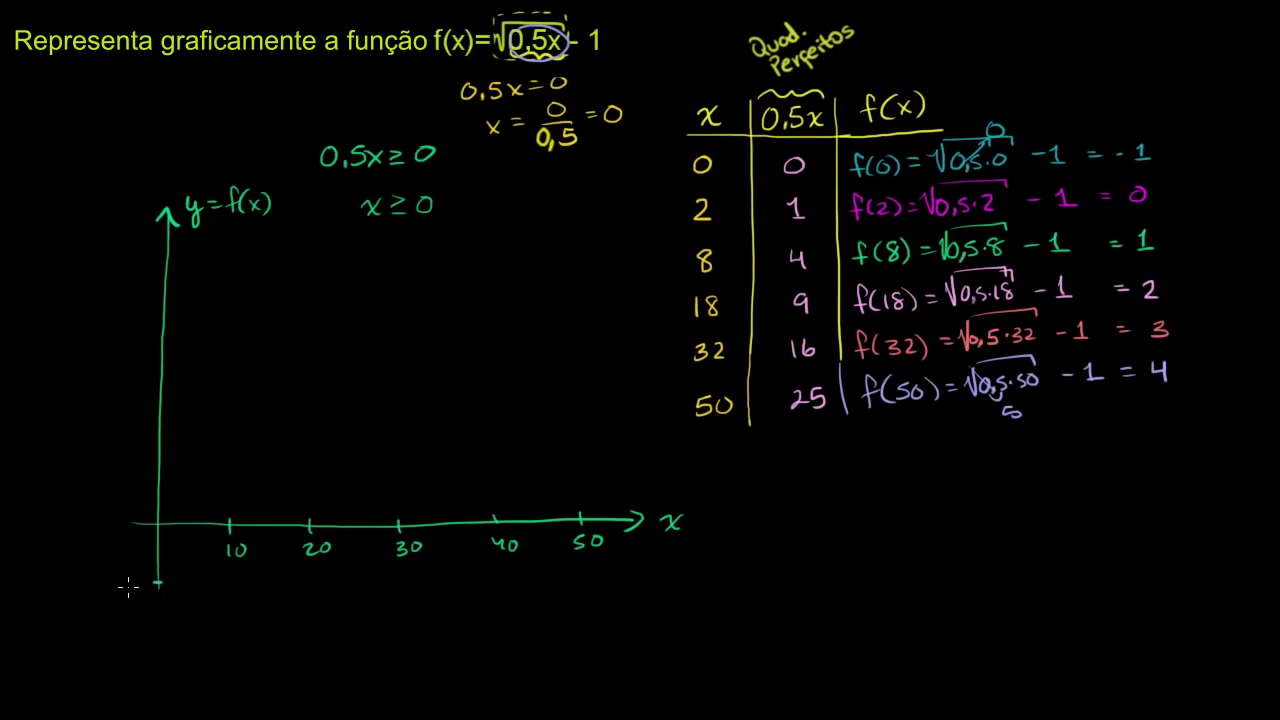 Representa graficamente a função f(x)=√0,5x - 1
0,5x = 0
x = 0/0,5 = 0
0,5x ≥ 0
x ≥ 0
y = f(x)
10 20 30 40 50 x
Quad.
Perfeitos
x 0,5x f(x)
0 0 f(0) = √0,5·0 - 1 = -1
0
2 1 f(2) = √0,5·2 - 1 = 0
8 4 f(8) = √0,5·8 - 1 = 1
18 9 f(18) = √0,5·18 - 1 = 2
32 16 f(32) = √0,5·32 - 1 = 3
50 25 f(50) = √0,5·50 - 1 = 4
5